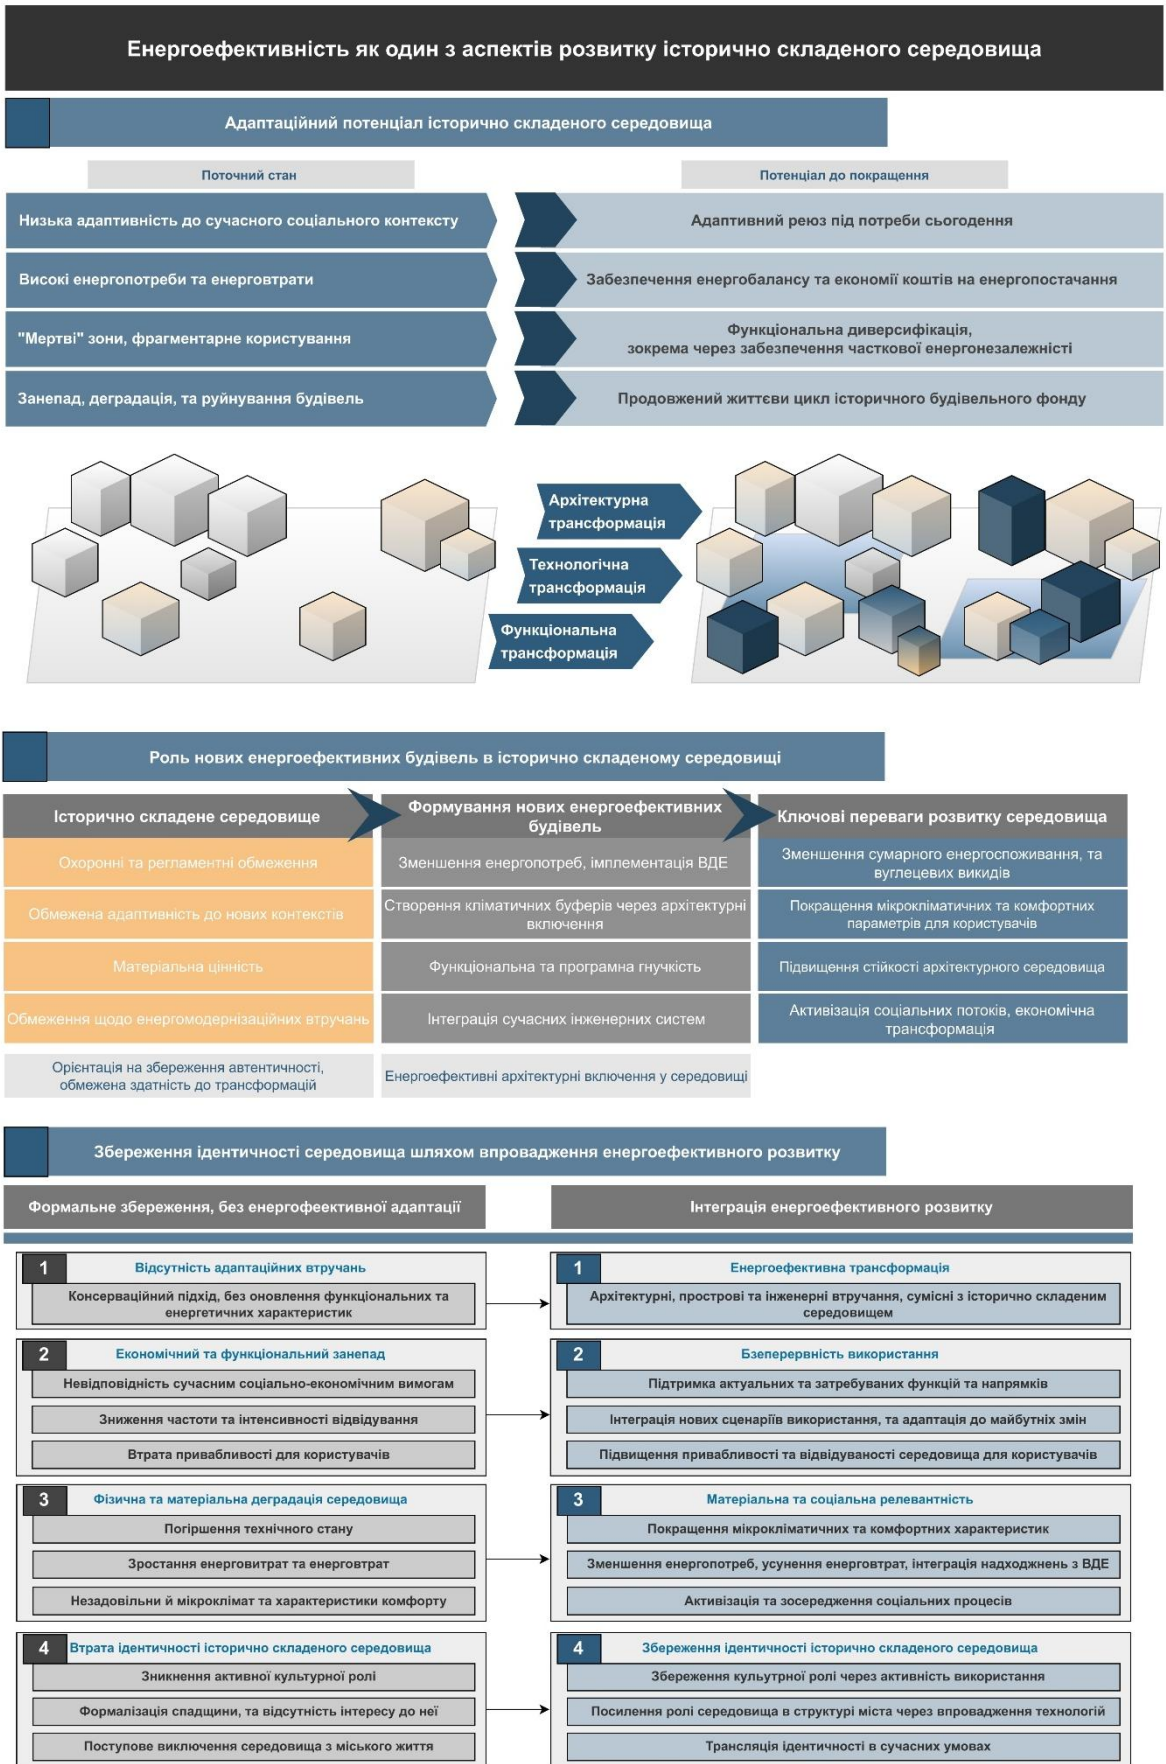 Енергоефективність як один з аспектів розвитку історично складеного середовища
Адаптаційний потенціал історично складеного середовища
Поточний стан
Потенціал до покращення
Низька адаптивність до сучасного соціального контексту
Адаптивний реюз під потреби сьогодення
Високі енергопотреби та енерговтрати
Забезпечення енергобалансу та економії коштів на енергопостачання
"Мертві" зони, фрагментарне користування
Функціональна диверсифікація,
зокрема через забезпечення часткової енергонезалежністі
Занепад, деградація, та руйнування будівель
Продовжений життєви цикл історичного будівельного фонду
Архітектурна
трансформація
Технологічна
трансформація
Функціональна
трансформація
Роль нових енергоефективних будівель в історично складеному середовищі
Історично складене середовище
Формування нових енергоефективних
будівель
Ключові переваги розвитку середовища
Охоронні та регламентні обмеження
Зменшення енергопотреб, імплементація ВДЕ
Зменшення сумарного енергоспоживання, та
вуглецевих викидів
Обмежена адаптивність до нових контекстів
Створення кліматичних буферів через архітектурні
включення
Покращення мікрокліматичних та комфортних
параметрів для користувачів
Матеріальна цінність
Функціональна та програмна гнучкість
Підвищення стійкості архітектурного середовища
Обмеження щодо енергомодернізаційних втручань
Інтеграція сучасних інженерних систем
Активізація соціальних потоків, економічна
трансформація
Орієнтація на збереження автентичності,
обмежена здатність до трансформацій
Енергоефективні архітектурні включення у середовищі
Збереження ідентичності середовища шляхом впровадження енергоефективного розвитку
Формальне збереження, без енергофеективної адаптації
Інтеграція енергоефективного розвитку
1
Відсутність адаптаційних втручань
Консерваційний підхід, без оновлення функціональних та
енергетичних характеристик
1
Енергоефективна трансформація
Архітектурні, прострові та інженерні втручання, сумісні з історично складеним
середовищем
2
Економічний та функціональний занепад
Невідповідність сучасним соціально-економічним вимогам
Зниження частоти та інтенсивності відвідування
Втрата привабливості для користувачів
2
Бзеперервність використання
Підтримка актуальних та затребуваних функцій та напрямків
Інтеграція нових сценаріїв використання, та адаптація до майбутніх змін
Підвищення привабливості та відвідуваності середовища для користувачів
3
Фізична та матеріальна деградація середовища
Погіршення технічного стану
Зростання енерговитрат та енерговтрат
Незадовільни й мікроклімат та характеристики комфорту
3
Матеріальна та соціальна релевантність
Покращення мікрокліматичних та комфортних характеристик
Зменшення енергопотреб, усунення енерговтрат, інтеграція надходжень з ВДЕ
Активізація та зосередження соціальних процесів
4
Втрата ідентичності історично складеного середовища
Зникнення активної культурної ролі
Формалізація спадщини, та відсутність інтересу до неї
Поступове виключення середовища з міського життя
4
Збереження ідентичності історично складеного середовища
Збереження культутрної ролі через активність використання
Посилення ролі середовища в структурі міста через впровадження технологій
Трансляція ідентичності в сучасних умовах